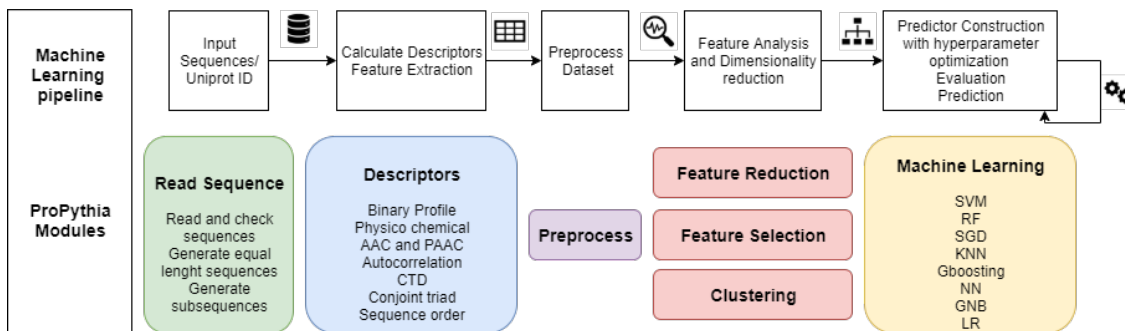 Machine
Learning
pipeline
Input
Sequences/
Uniprot ID
Calculate Descriptors
Feature Extraction
Preprocess
Dataset
Feature Analysis
and Dimensionality
reduction
Predictor Construction
with hyperparameter
optimization
Evaluation
Prediction
ProPythia
Modules
Read Sequence
Read and check
sequences
Generate equal
lenght sequences
Generate
subsequences
Descriptors
Binary Profile
Physico chemical
AAC and PAAC
Autocorrelation
CTD
Conjoint triad
Sequence order
Preprocess
Feature Reduction
Feature Selection
Clustering
Machine Learning
SVM
RF
SGD
KNN
Gboosting
NN
GNB
LR